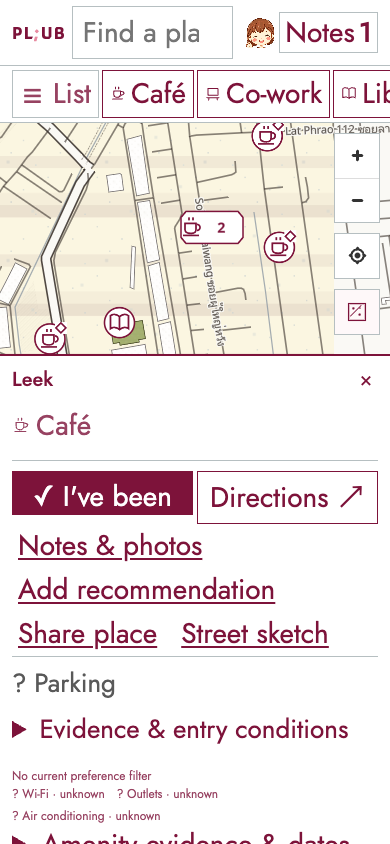 PL;UB
Find a pla
Notes 1
List
Café
Co-work
Lib
Lat Phrao 112
2
Leek
×
Café
✓ I've been
Directions ↗
Notes & photos
Add recommendation
Share place
Street sketch
? Parking
▶ Evidence & entry conditions
No current preference filter
? Wi-Fi · unknown ? Outlets · unknown
? Air conditioning · unknown
▶ Amenity evidence & dates